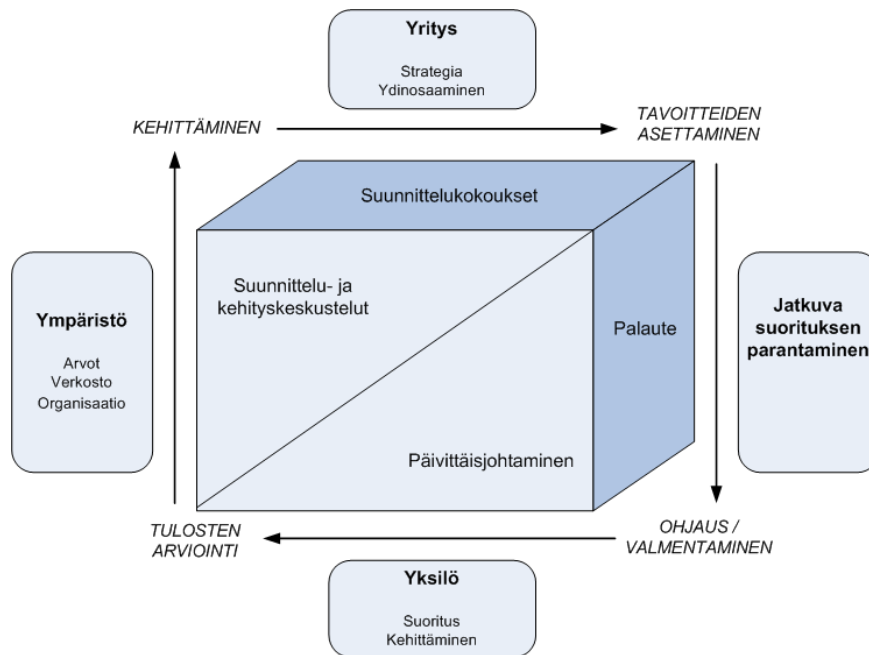 Yritys
Strategia
Ydinosaaminen
KEHITTÄMINEN
TAVOITTEIDEN
ASETTAMINEN
Suunnittelukokoukset
Suunnittelu- ja
kehityskeskustelut
Ympäristö
Arvot
Verkosto
Organisaatio
Palaute
Jatkuva
suorituksen
parantaminen
Päivittäisjohtaminen
TULOSTEN
ARVIOINTI
OHJAUS /
VALMENTAMINEN
Yksilö
Suoritus
Kehittäminen